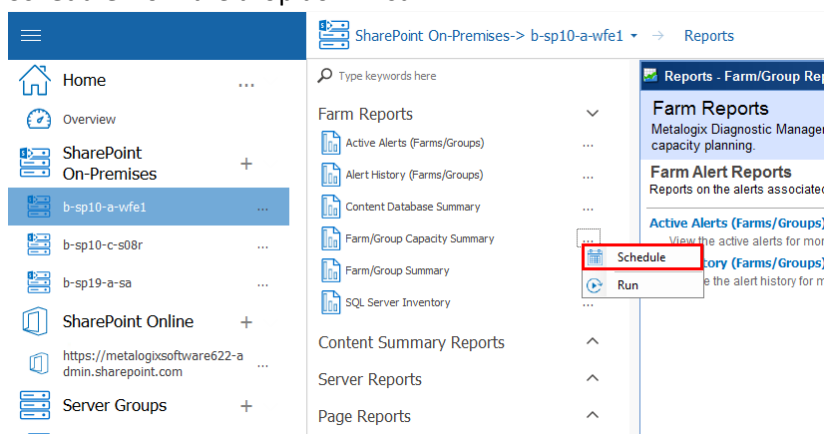 SharePoint On-Premises-> b-sp10-a-wfe1 → Reports
Home ...
Overview
SharePoint
On-Premises +
b-sp10-a-wfe1 ...
b-sp10-c-s08r ...
b-sp19-a-sa ...
SharePoint Online +
https://metalogixsoftware622-a
dmin.sharepoint.com ...
Server Groups +
Type keywords here
Farm Reports
Active Alerts (Farms/Groups) ...
Alert History (Farms/Groups) ...
Content Database Summary ...
Farm/Group Capacity Summary ...
Farm/Group Summary
SQL Server Inventory ...
Content Summary Reports
Server Reports
Page Reports
Schedule
Run
Reports - Farm/Group Rep
Farm Reports
Metalogix Diagnostic Manager
capacity planning.
Farm Alert Reports
Reports on the alerts associated
Active Alerts (Farms/Groups)
View the active alerts for mor
tory (Farms/Groups)
e the alert history for m